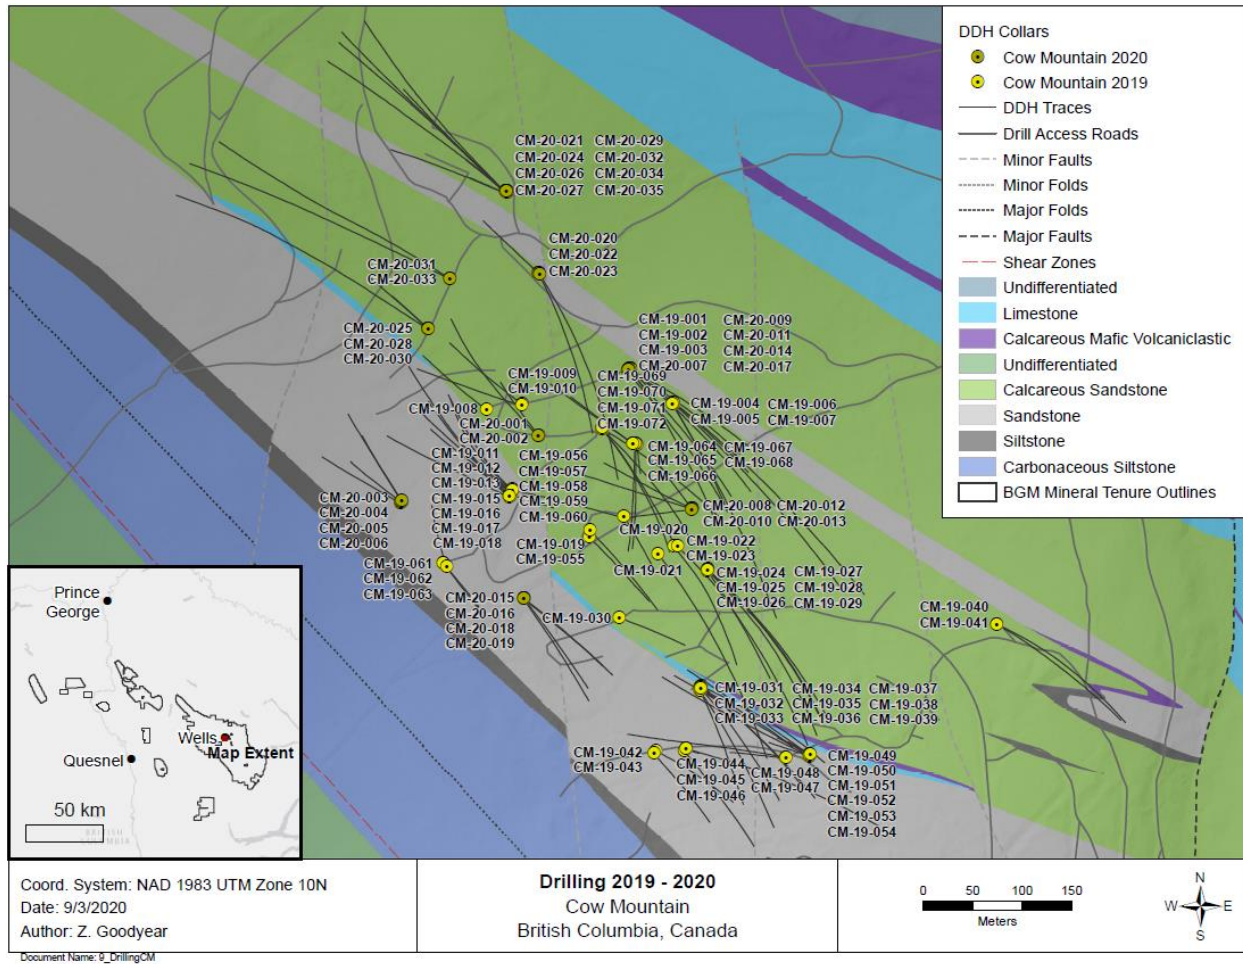 DDH Collars
Cow Mountain 2020
Cow Mountain 2019
DDH Traces
Drill Access Roads
Minor Faults
Minor Folds
Major Folds
Major Faults
Shear Zones
Undifferentiated
Limestone
Calcareous Mafic Volcaniclastic
Undifferentiated
Calcareous Sandstone
Sandstone
Siltstone
Carbonaceous Siltstone
BGM Mineral Tenure Outlines
CM-20-021 CM-20-029
CM-20-024 CM-20-032
CM-20-026 CM-20-034
CM-20-027 CM-20-035
CM-20-020
CM-20-022
CM-20-023
CM-20-031
CM-20-033
CM-20-025
CM-20-028
CM-20-030
CM-19-001 CM-20-009
CM-19-002 CM-20-011
CM-19-003 CM-20-014
CM-20-007 CM-20-017
CM-19-009
CM-19-010
CM-19-069
CM-19-070
CM-19-071
CM-19-072
CM-19-004 CM-19-006
CM-19-005 CM-19-007
CM-19-008
CM-20-001
CM-20-002
CM-19-011
CM-19-012
CM-19-013
CM-19-015
CM-19-016
CM-19-017
CM-19-018
CM-19-056
CM-19-057
CM-19-058
CM-19-059
CM-19-060
CM-19-064
CM-19-065
CM-19-066
CM-19-067
CM-19-068
CM-20-003
CM-20-004
CM-20-005
CM-20-006
CM-20-008 CM-20-012
CM-20-010 CM-20-013
CM-19-020
CM-19-019
CM-19-055
CM-19-022
CM-19-023
CM-19-021
CM-19-061
CM-19-062
CM-19-063
CM-19-024 CM-19-027
CM-19-025 CM-19-028
CM-19-026 CM-19-029
CM-20-015
CM-20-016
CM-20-018
CM-20-019
CM-19-030
CM-19-040
CM-19-041
CM-19-031 CM-19-034 CM-19-037
CM-19-032 CM-19-035 CM-19-038
CM-19-033 CM-19-036 CM-19-039
CM-19-042
CM-19-043
CM-19-044
CM-19-045
CM-19-046
CM-19-048
CM-19-047
CM-19-049
CM-19-050
CM-19-051
CM-19-052
CM-19-053
CM-19-054
Prince
George
Wells
Map Extent
Quesnel
50 km
BRITISH
COLUMBIA
Coord. System: NAD 1983 UTM Zone 10N
Date: 9/3/2020
Author: Z. Goodyear
Drilling 2019 - 2020
Cow Mountain
British Columbia, Canada
0 50 100 150
Meters
N
W E
S
Document Name: 9_DrillingCM